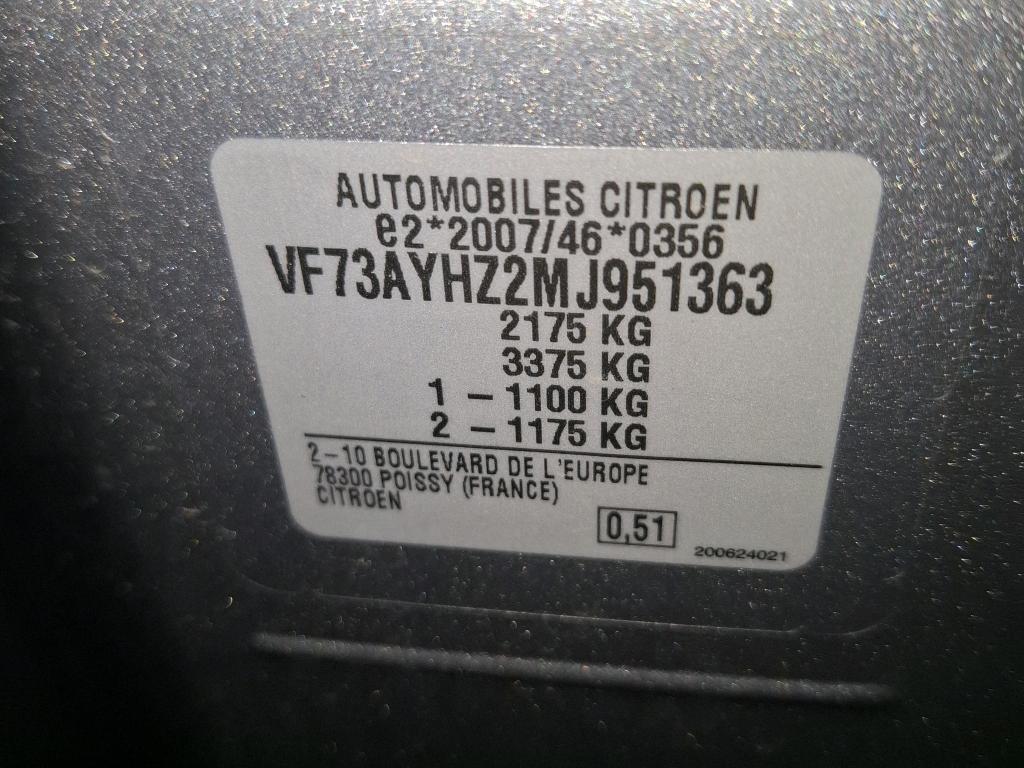 AUTOMOBILES CITROEN
e2*2007/46*0356
VF73AYHZ2MJ951363
2175 KG
3375 KG
1 – 1100 KG
2 – 1175 KG
2–10 BOULEVARD DE L'EUROPE
78300 POISSY (FRANCE)
CITROEN
0,51
200624021